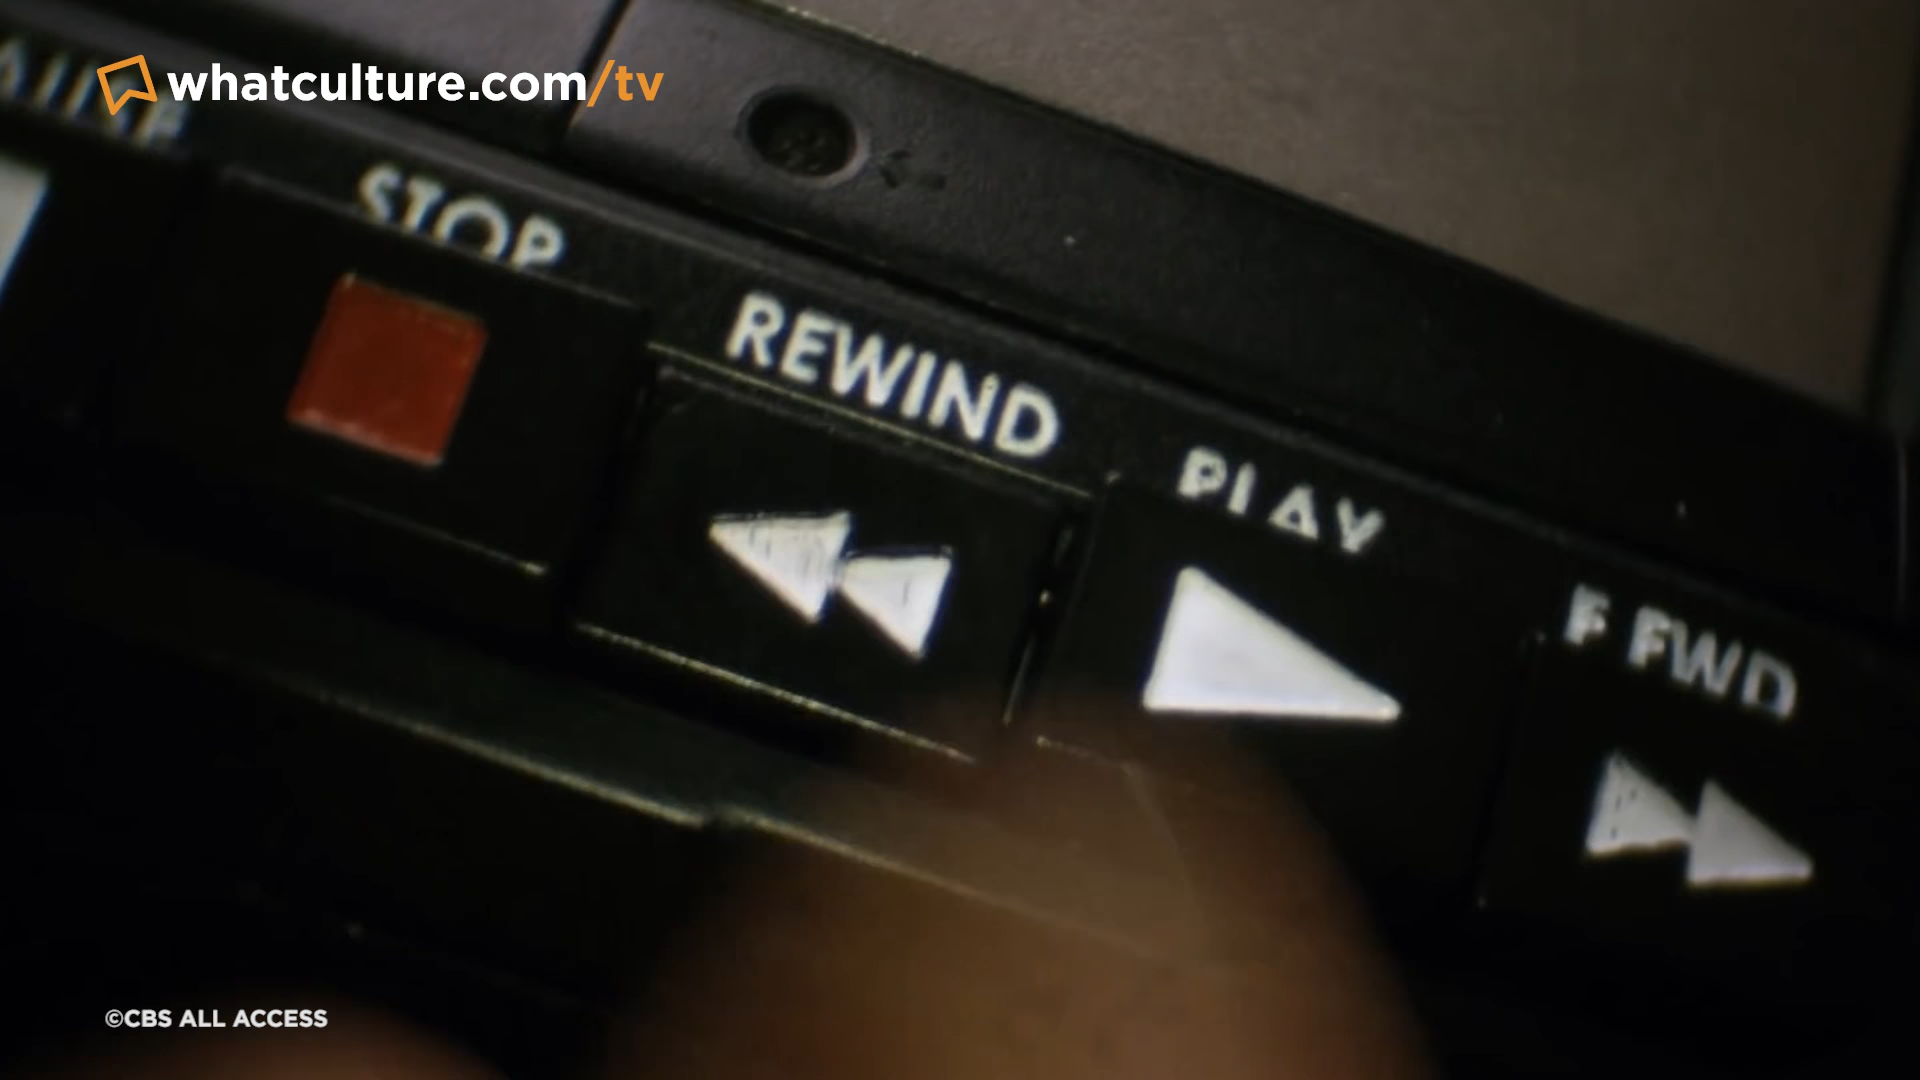 whatculture.com/tv
STOP
REWIND
PLAY
F FWD
©CBS ALL ACCESS